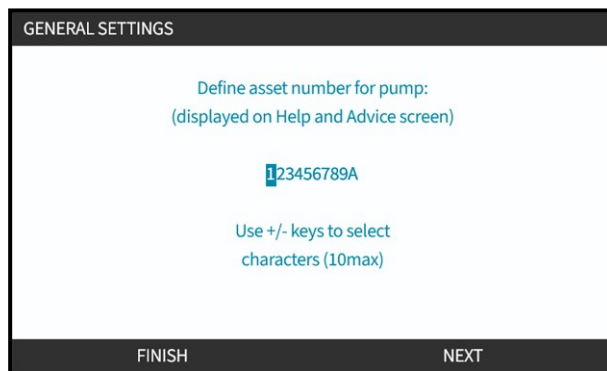 GENERAL SETTINGS
Define asset number for pump:
(displayed on Help and Advice screen)
123456789A
Use +/- keys to select
characters (10max)
FINISH NEXT